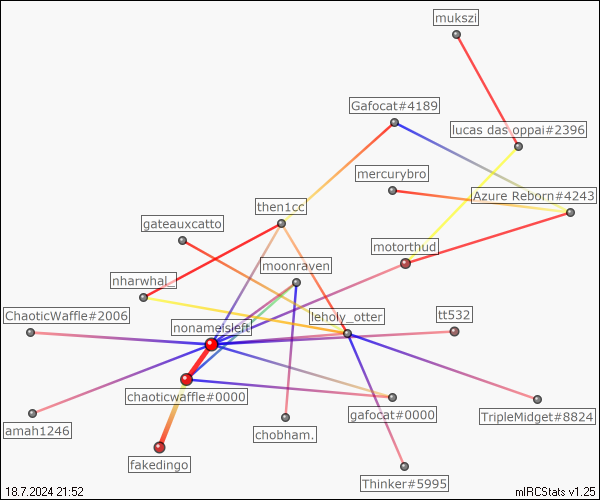 mukszi
Gafocat#4189
lucas das oppai#2396
mercurybro
Azure Reborn#4243
then1cc
gateauxcatto
motorthud
moonraven
nharwhal_
ChaoticWaffle#2006
leholy_otter
tt532
nonameisleft
chaoticwaffle#0000
gafocat#0000
TripleMidget#8824
amah1246
chobham.
fakedingo
Thinker#5995
18.7.2024 21:52
mIRCStats v1.25